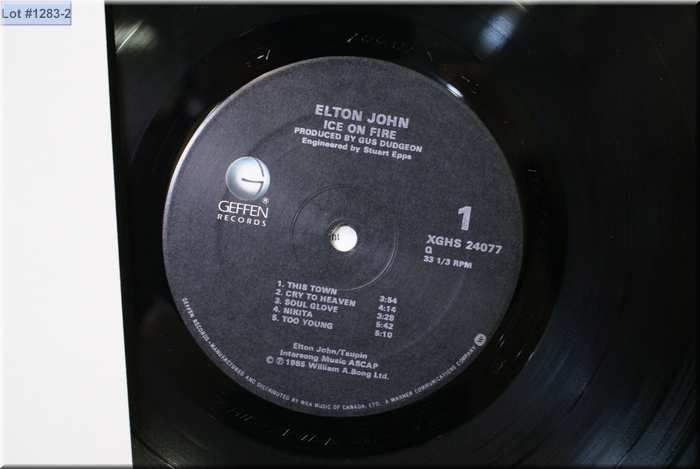 Lot #1283-2
ELTON JOHN
ICE ON FIRE
PRODUCED BY GUS DUDGEON
Engineered by Stuart Epps
G
®
GEFFEN
RECORDS
1
XGHS 24077
G
33 1/3 RPM
1. THIS TOWN 3:54
2. CRY TO HEAVEN 4:14
3. SOUL GLOVE 3:28
4. NIKITA 5:42
5. TOO YOUNG 5:10
Elton John/Taupin
Intersong Music ASCAP
© ℗ 1985 William A.Bong Ltd.
GEFFEN RECORDS—MANUFACTURED AND DISTRIBUTED BY WEA MUSIC OF CANADA, LTD. A WARNER COMMUNICATIONS COMPANY